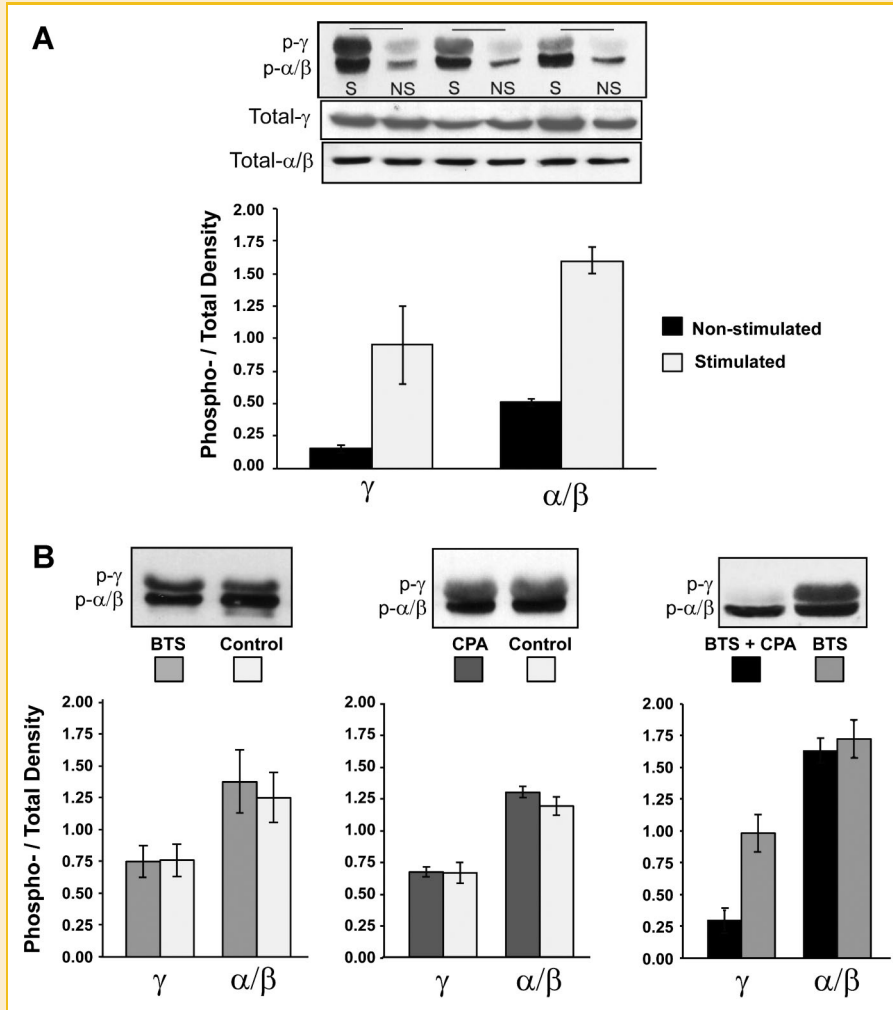 A
p-γ
p-α/β
S NS S NS S NS
Total-γ
Total-α/β
Phospho- / Total Density
2.00
1.75
1.50
1.25
1.00
0.75
0.50
0.25
0.00
γ α/β
Non-stimulated
Stimulated
B
p-γ
p-α/β
BTS Control
Phospho- / Total Density
2.00
1.75
1.50
1.25
1.00
0.75
0.50
0.25
0.00
γ α/β
p-γ
p-α/β
CPA Control
2.00
1.75
1.50
1.25
1.00
0.75
0.50
0.25
0.00
γ α/β
p-γ
p-α/β
BTS + CPA BTS
2.00
1.75
1.50
1.25
1.00
0.75
0.50
0.25
0.00
γ α/β